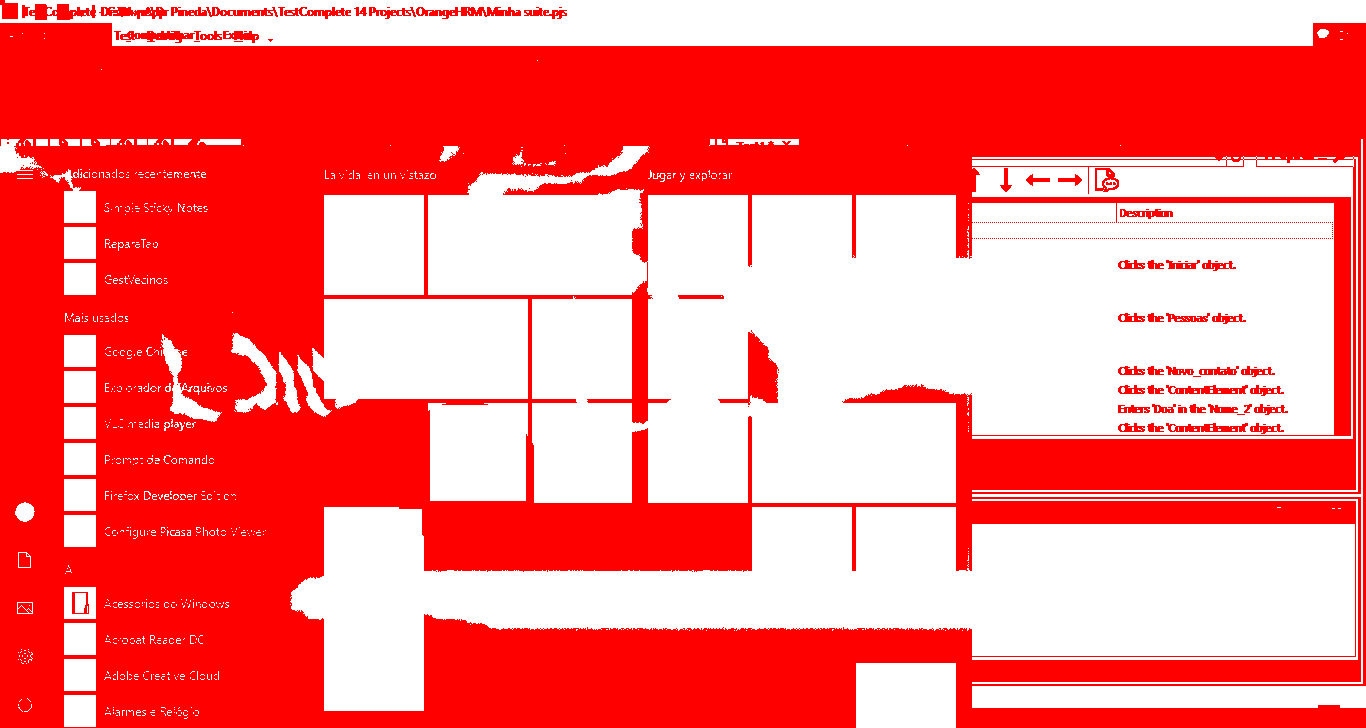 Pineda\Documents\TestComplete 14 Projects\OrangeHRM\Minha suite.pjs
Tools
Adicionados recentemente
Simple Sticky Notes
ReparaTab
GestVecinos
Mais usados
Google Chrome
Explorador de Arquivos
VLC media player
Prompt de Comando
Firefox Developer Edition
Configure Picasa Photo Viewer
A
Acessórios do Windows
Acrobat Reader DC
Adobe Creative Cloud
Alarmes e Relógio
La vida en un vistazo
Jugar y explorar
Description
Clicks the 'Iniciar' object.
Clicks the 'Pessoas' object.
Clicks the 'Novo_contato' object.
Clicks the 'ContentElement' object.
Enters 'Doa' in the 'Nome_2' object.
Clicks the 'ContentElement' object.